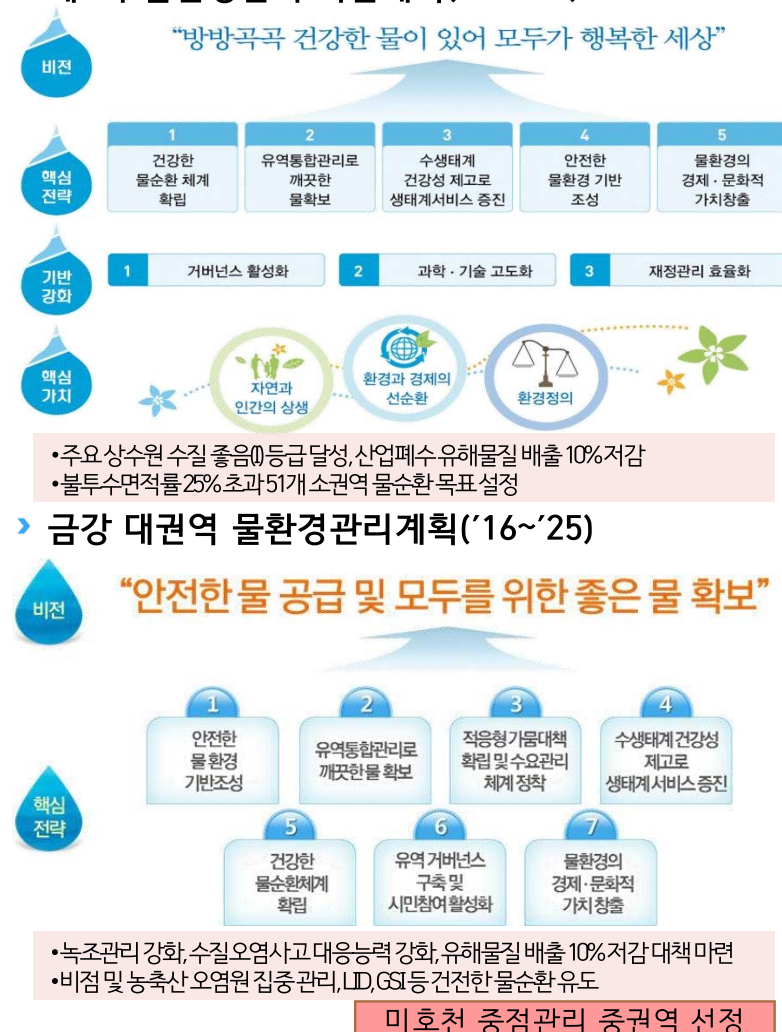 비전
“방방곡곡 건강한 물이 있어 모두가 행복한 세상”
핵심
전략
1
건강한
물순환 체계
확립
2
유역통합관리로
깨끗한
물확보
3
수생태계
건강성 제고로
생태계서비스 증진
4
안전한
물환경 기반
조성
5
물환경의
경제 · 문화적
가치창출
기반
강화
1 거버넌스 활성화
2 과학 · 기술 고도화
3 재정관리 효율화
핵심
가치
자연과
인간의 상생
환경과 경제의
선순환
환경정의
•주요 상수원 수질 좋음(I)등급 달성, 산업폐수 유해물질 배출 10% 저감
•불투수면적률 25% 초과 51개 소권역 물순환 목표 설정
› 금강 대권역 물환경관리계획(′16~′25)
비전
“안전한 물 공급 및 모두를 위한 좋은 물 확보”
핵심
전략
1
안전한
물 환경
기반조성
2
유역통합관리로
깨끗한 물 확보
3
적응형 가뭄대책
확립 및 수요관리
체계 정착
4
수생태계 건강성
제고로
생태계 서비스 증진
5
건강한
물순환체계
확립
6
유역 거버넌스
구축 및
시민참여 활성화
7
물환경의
경제·문화적
가치 창출
•녹조관리 강화, 수질오염사고 대응능력 강화, 유해물질 배출 10% 저감 대책 마련
•비점 및 농축산 오염원 집중 관리, LID, GSI 등 건전한 물순환 유도
미호천 중점관리 중권역 선정